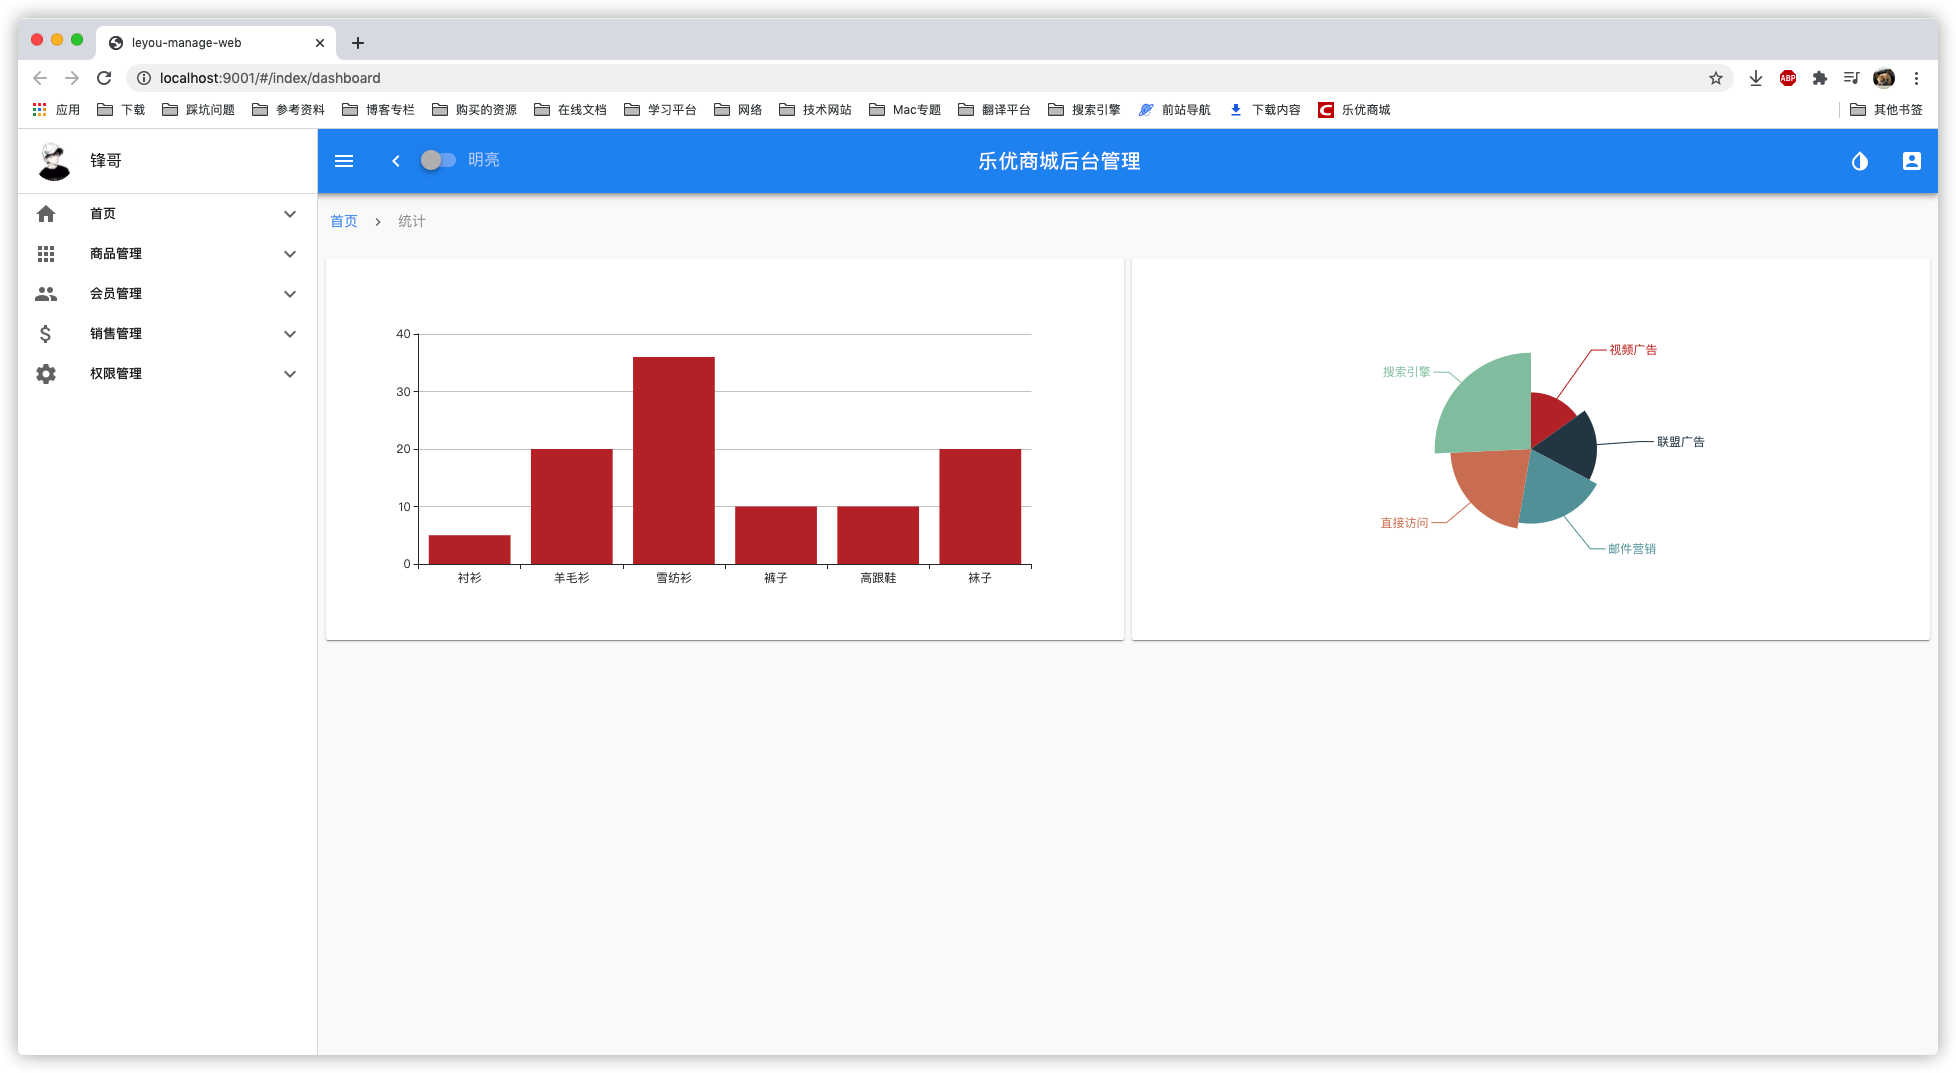 leyou-manage-web
localhost:9001/#/index/dashboard
ABP
应用 下载 踩坑问题 参考资料 博客专栏 购买的资源 在线文档 学习平台 网络 技术网站 Mac专题 翻译平台 搜索引擎 前站导航 下载内容 乐优商城 其他书签
锋哥
明亮
乐优商城后台管理
首页
商品管理
会员管理
销售管理
权限管理
首页 统计
40
30
20
10
0
衬衫 羊毛衫 雪纺衫 裤子 高跟鞋 袜子
视频广告
搜索引擎
联盟广告
直接访问
邮件营销